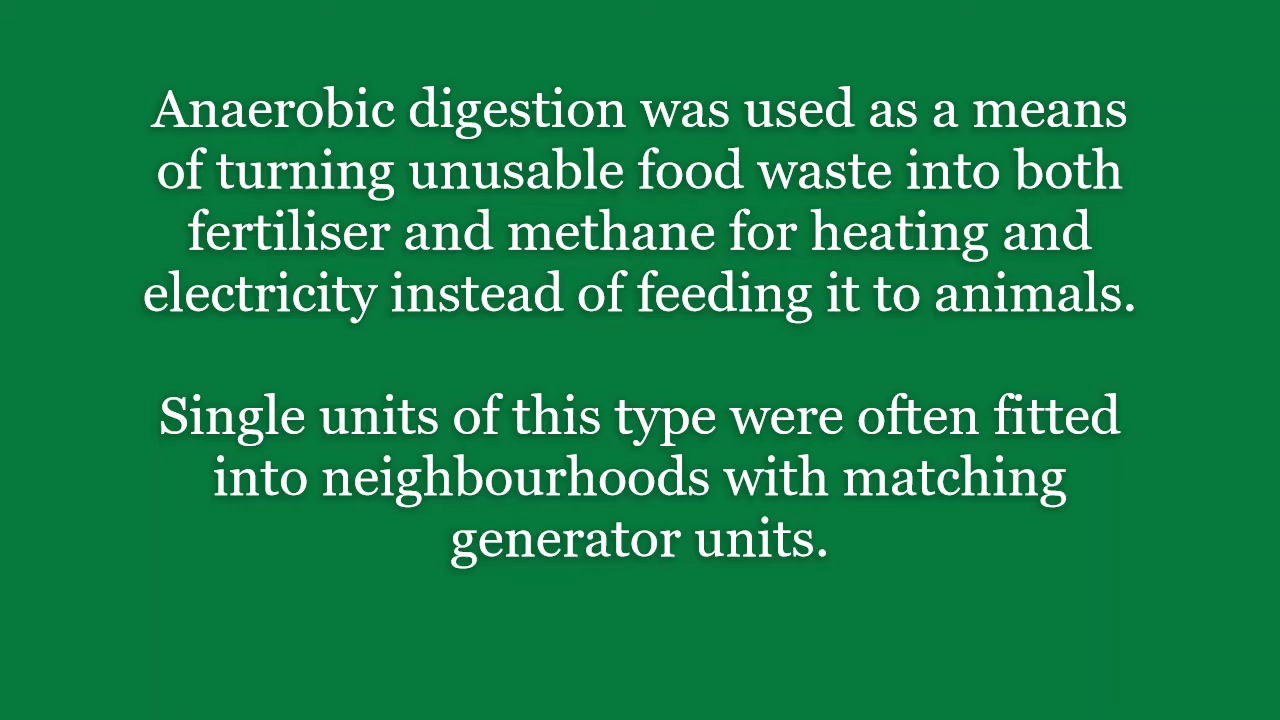 Anaerobic digestion was used as a means
of turning unusable food waste into both
fertiliser and methane for heating and
electricity instead of feeding it to animals.
Single units of this type were often fitted
into neighbourhoods with matching
generator units.